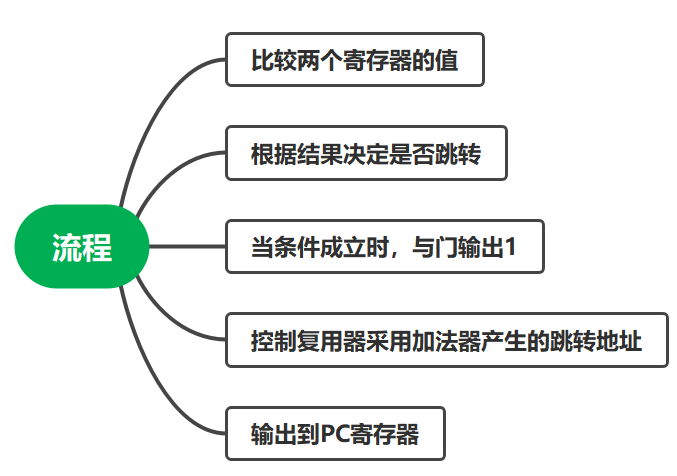 流程
比较两个寄存器的值
根据结果决定是否跳转
当条件成立时，与门输出1
控制复用器采用加法器产生的跳转地址
输出到PC寄存器